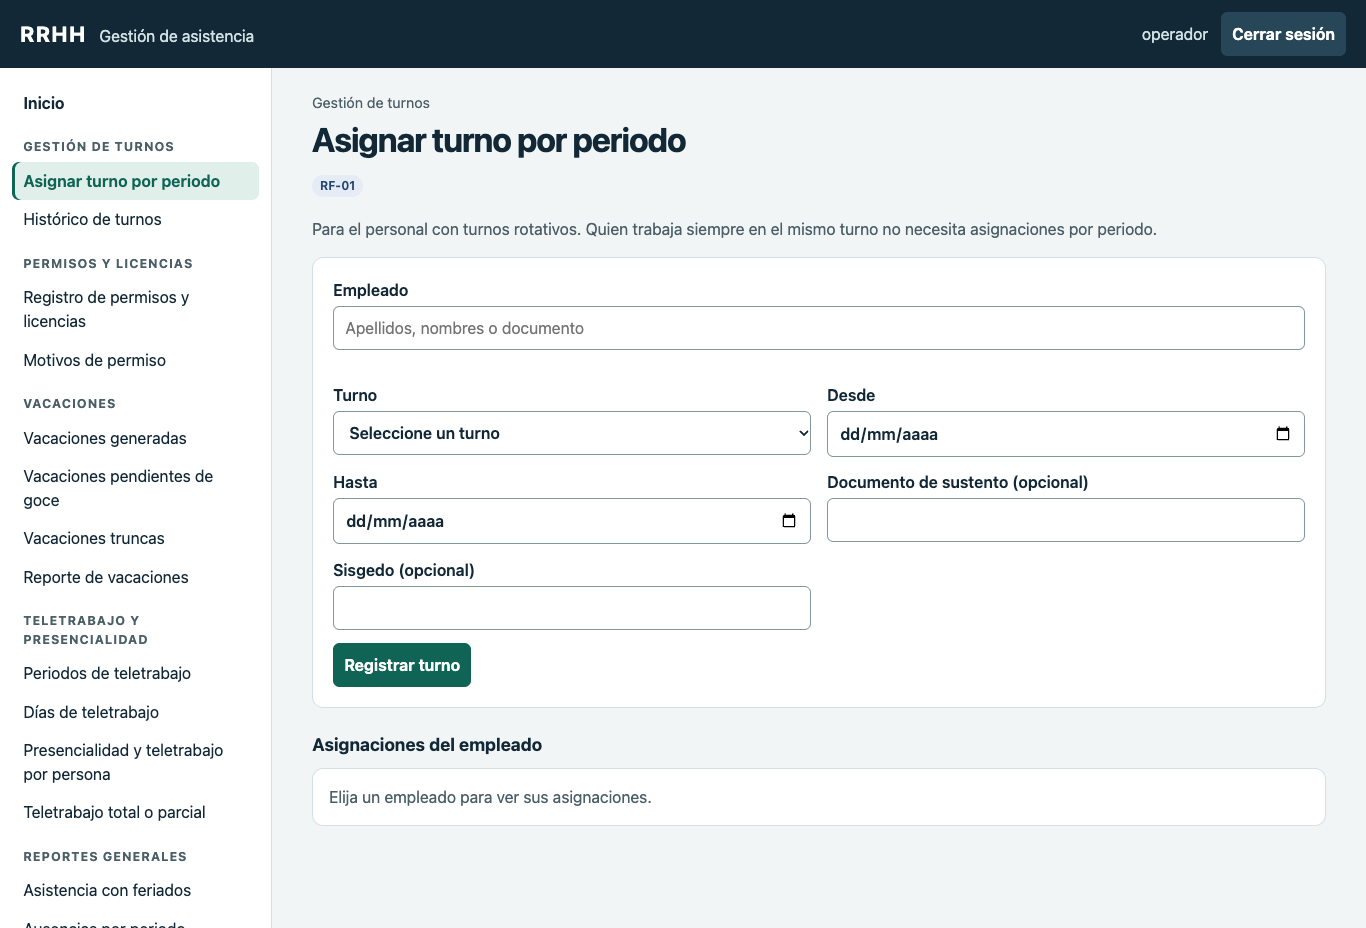 RRHH Gestión de asistencia
operador
Cerrar sesión
Inicio
GESTIÓN DE TURNOS
Asignar turno por periodo
Histórico de turnos
PERMISOS Y LICENCIAS
Registro de permisos y
licencias
Motivos de permiso
VACACIONES
Vacaciones generadas
Vacaciones pendientes de
goce
Vacaciones truncas
Reporte de vacaciones
TELETRABAJO Y
PRESENCIALIDAD
Periodos de teletrabajo
Días de teletrabajo
Presencialidad y teletrabajo
por persona
Teletrabajo total o parcial
REPORTES GENERALES
Asistencia con feriados
Ausencias por periodo
Gestión de turnos
Asignar turno por periodo
RF-01
Para el personal con turnos rotativos. Quien trabaja siempre en el mismo turno no necesita asignaciones por periodo.
Empleado
Apellidos, nombres o documento
Turno
Seleccione un turno
Desde
dd/mm/aaaa
Hasta
dd/mm/aaaa
Documento de sustento (opcional)
Sisgedo (opcional)
Registrar turno
Asignaciones del empleado
Elija un empleado para ver sus asignaciones.